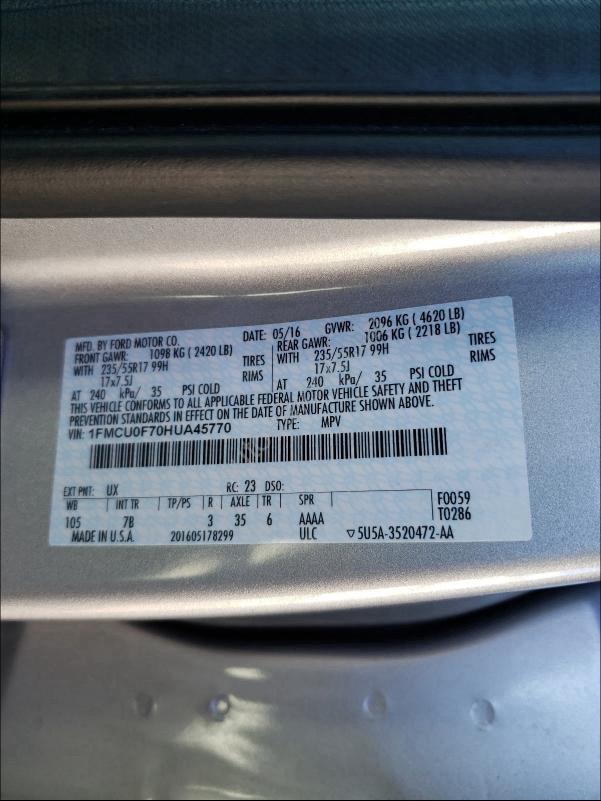 MFD. BY FORD MOTOR CO. DATE: 05/16 GVWR: 2096 KG ( 4620 LB)
FRONT GAWR: 1098 KG ( 2420 LB) REAR GAWR: 1006 KG ( 2218 LB)
WITH 235/55R17 99H TIRES WITH 235/55R17 99H TIRES
17x7.5J RIMS 17x7.5J RIMS
AT 240 kPa/ 35 PSI COLD AT 240 kPa/ 35 PSI COLD
THIS VEHICLE CONFORMS TO ALL APPLICABLE FEDERAL MOTOR VEHICLE SAFETY AND THEFT
PREVENTION STANDARDS IN EFFECT ON THE DATE OF MANUFACTURE SHOWN ABOVE.
VIN: 1FMCU0F70HUA45770 TYPE: MPV
EXT PNT: UX RC: 23 DSO:
WB INT TR TP/PS R AXLE TR SPR F0059
105 7B 3 35 6 AAAA T0286
MADE IN U.S.A. 201605178299 ULC ▽5U5A-3520472-AA